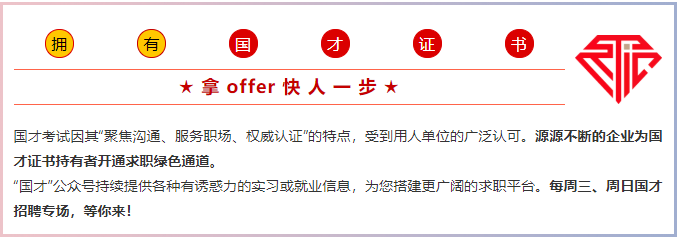 拥有国才证书
★拿offer快人一步★
国才考试因其“聚焦沟通、服务职场、权威认证”的特点，受到用人单位的广泛认可。源源不断的企业为国
才证书持有者开通求职绿色通道。
“国才”公众号持续提供各种有诱惑力的实习或就业信息，为您搭建更广阔的求职平台。每周三、周日国才
招聘专场，等你来！